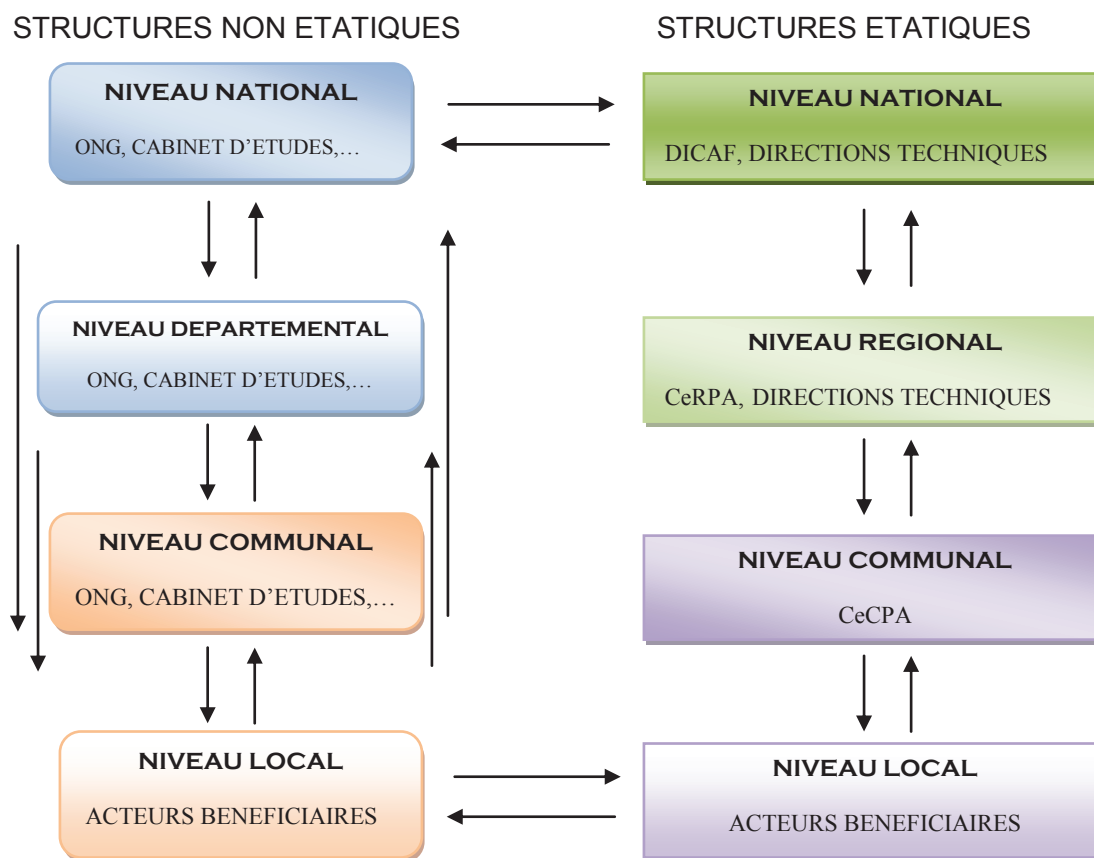 STRUCTURES NON ETATIQUES
STRUCTURES ETATIQUES
NIVEAU NATIONAL
ONG, CABINET D’ETUDES,…
NIVEAU NATIONAL
DICAF, DIRECTIONS TECHNIQUES
NIVEAU DEPARTEMENTAL
ONG, CABINET D’ETUDES,…
NIVEAU REGIONAL
CeRPA, DIRECTIONS TECHNIQUES
NIVEAU COMMUNAL
ONG, CABINET D’ETUDES,…
NIVEAU COMMUNAL
CeCPA
NIVEAU LOCAL
ACTEURS BENEFICIAIRES
NIVEAU LOCAL
ACTEURS BENEFICIAIRES